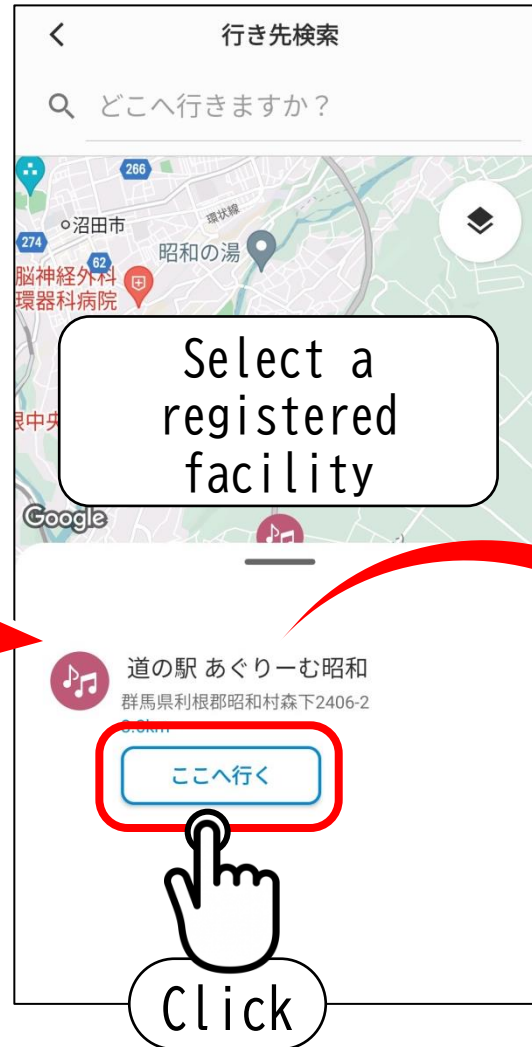 行き先検索
どこへ行きますか？
266
沼田市
環状線
274
62
昭和の湯
脳神経外科
環器科病院
Select a
registered
facility
Google
道の駅 あぐりーむ昭和
群馬県利根郡昭和村森下2406-2
ここへ行く
Click